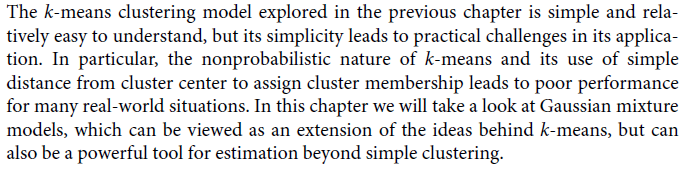 The k-means clustering model explored in the previous chapter is simple and rela-
tively easy to understand, but its simplicity leads to practical challenges in its applica-
tion. In particular, the nonprobabilistic nature of k-means and its use of simple
distance from cluster center to assign cluster membership leads to poor performance
for many real-world situations. In this chapter we will take a look at Gaussian mixture
models, which can be viewed as an extension of the ideas behind k-means, but can
also be a powerful tool for estimation beyond simple clustering.